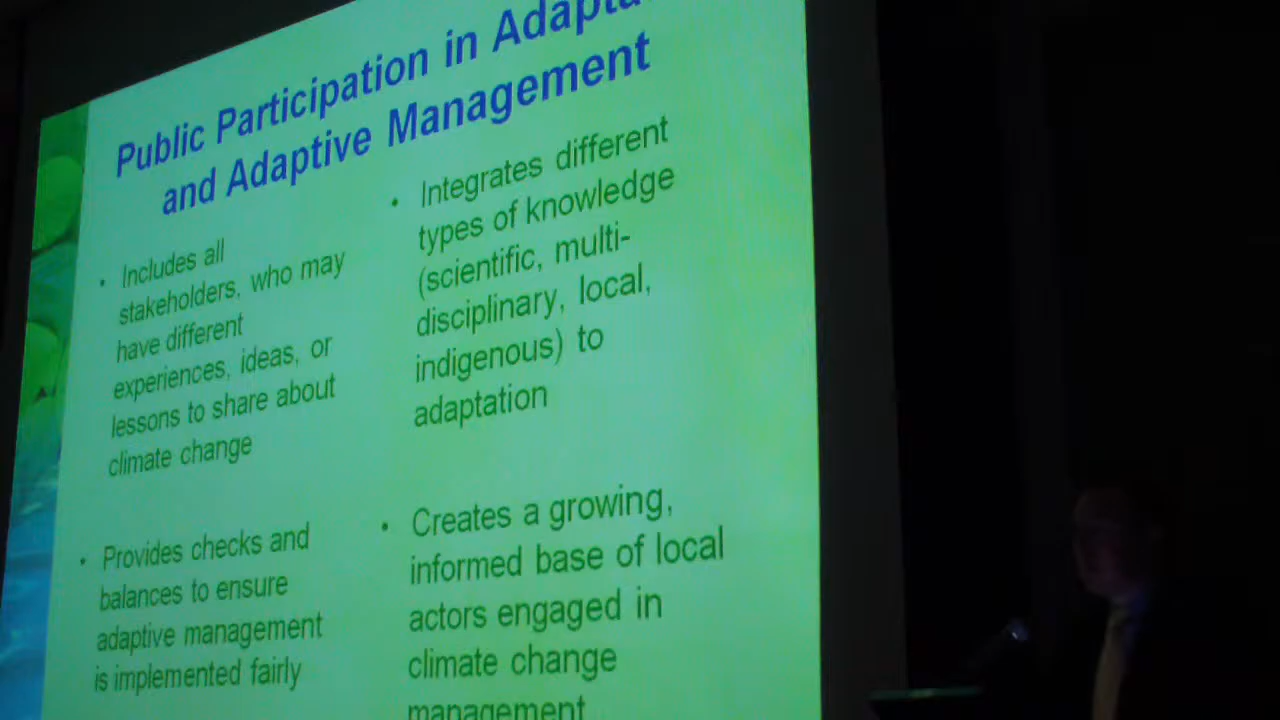 Public Participation in Adapta
and Adaptive Management
• Includes all
stakeholders, who may
have different
experiences, ideas, or
lessons to share about
climate change
• Provides checks and
balances to ensure
adaptive management
is implemented fairly
• Integrates different
types of knowledge
(scientific, multi-
disciplinary, local,
indigenous) to
adaptation
• Creates a growing,
informed base of local
actors engaged in
climate change
management